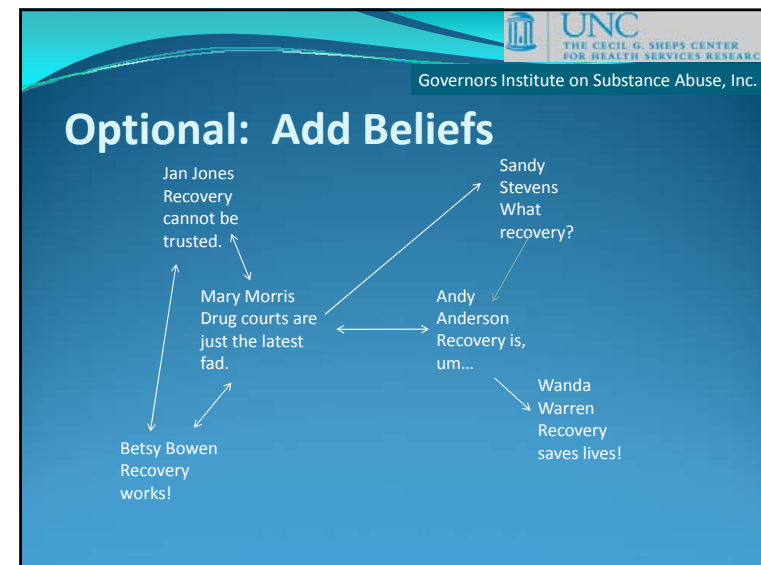 UNC
THE CECIL G. SHEPS CENTER
FOR HEALTH SERVICES RESEARC
Governors Institute on Substance Abuse, Inc.
Optional: Add Beliefs
Jan Jones
Recovery
cannot be
trusted.
Sandy
Stevens
What
recovery?
Mary Morris
Drug courts are
just the latest
fad.
Andy
Anderson
Recovery is,
um…
Wanda
Warren
Recovery
saves lives!
Betsy Bowen
Recovery
works!